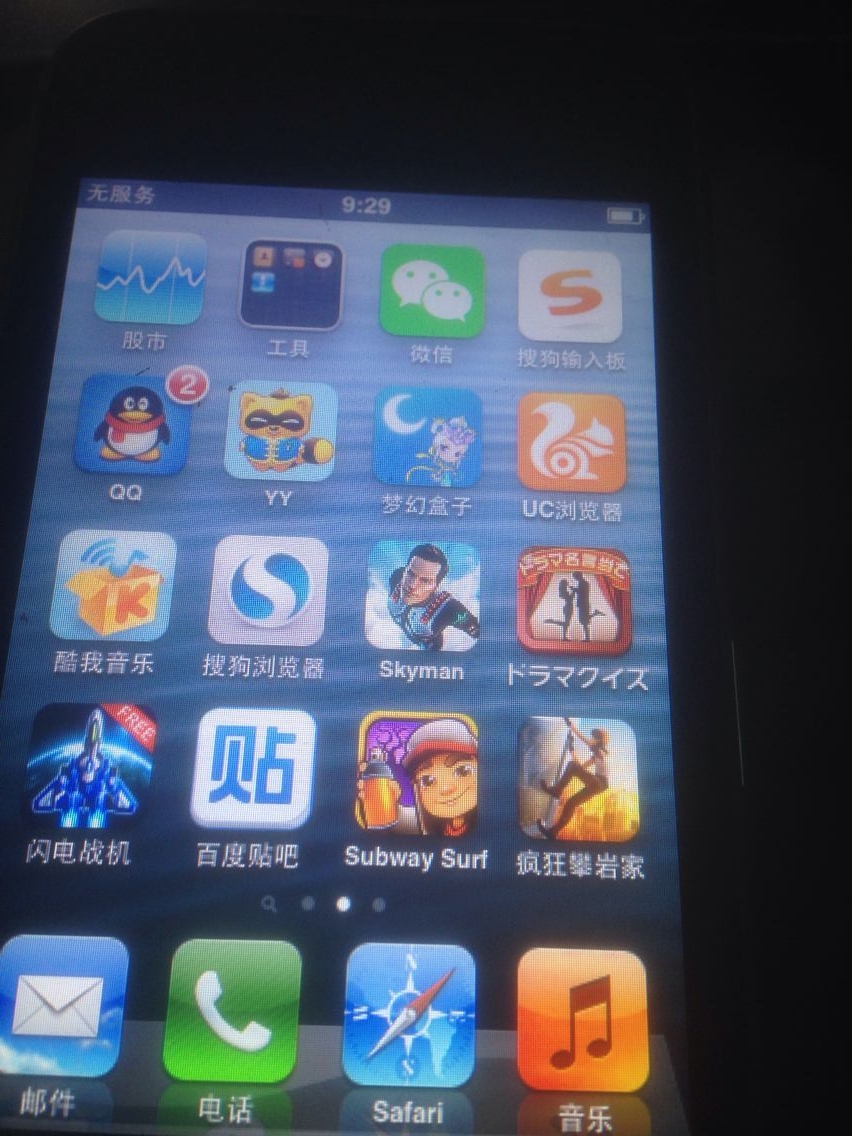 无服务
9:29
股市
工具
微信
搜狗输入板
2
QQ
YY
梦幻盒子
UC浏览器
K
ドラマ名言当て
酷我音乐
搜狗浏览器
Skyman
ドラマクイズ
FREE
贴
闪电战机
百度贴吧
Subway Surf
疯狂攀岩家
N
S
邮件
电话
Safari
音乐